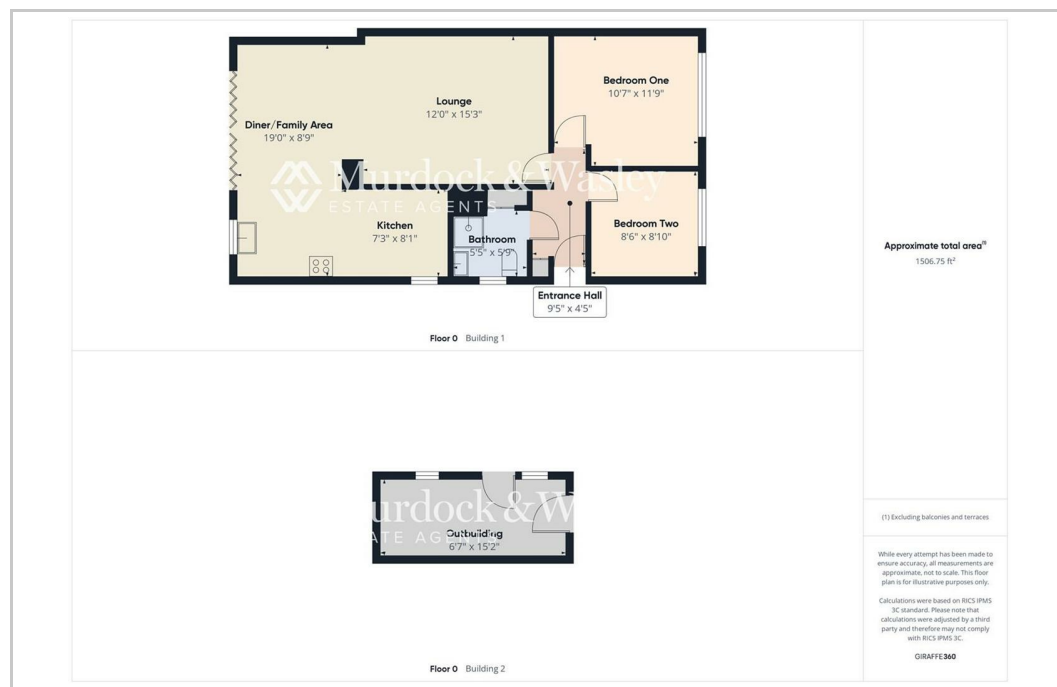 Bedroom One
10'7" x 11'9"
Lounge
12'0" x 15'3"
Diner/Family Area
19'0" x 8'9"
Murdock & Wasley
ESTATE AGENTS
Kitchen
7'3" x 8'1"
Bathroom
5'5" x 5'9"
Bedroom Two
8'6" x 8'10"
Entrance Hall
9'5" x 4'5"
Floor 0 Building 1
Approximate total area(1)
1506.75 ft²
urdock & W
ATE AGENTS
Outbuilding
6'7" x 15'2"
Floor 0 Building 2
(1) Excluding balconies and terraces
While every attempt has been made to
ensure accuracy, all measurements are
approximate, not to scale. This floor
plan is for illustrative purposes only.
Calculations were based on RICS IPMS
3C standard. Please note that
calculations were adjusted by a third
party and therefore may not comply
with RICS IPMS 3C.
GIRAFFE360